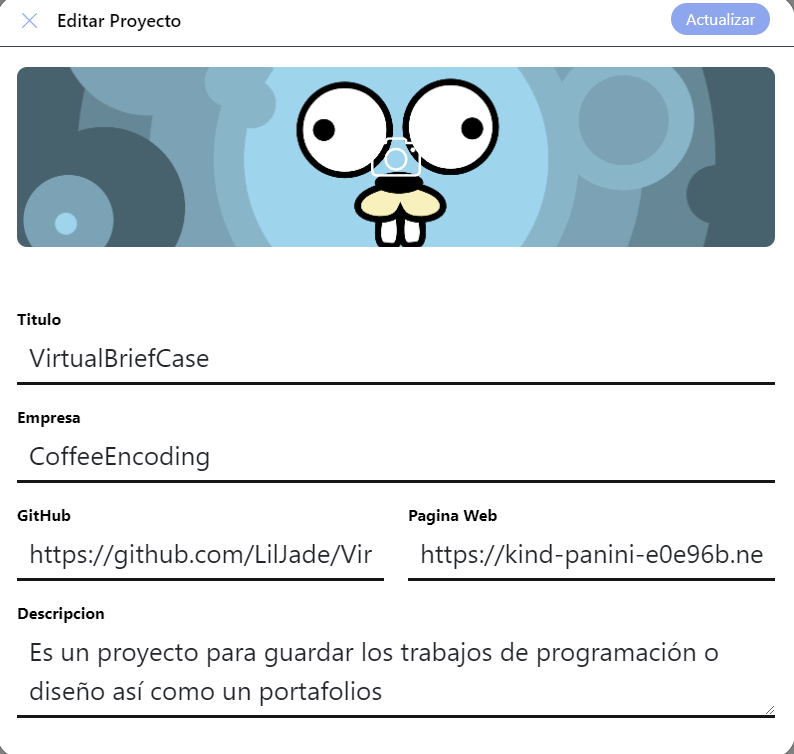 Editar Proyecto
Actualizar
Titulo
VirtualBriefCase
Empresa
CoffeeEncoding
GitHub
https://github.com/LilJade/Vir
Pagina Web
https://kind-panini-e0e96b.ne
Descripcion
Es un proyecto para guardar los trabajos de programación o
diseño así como un portafolios